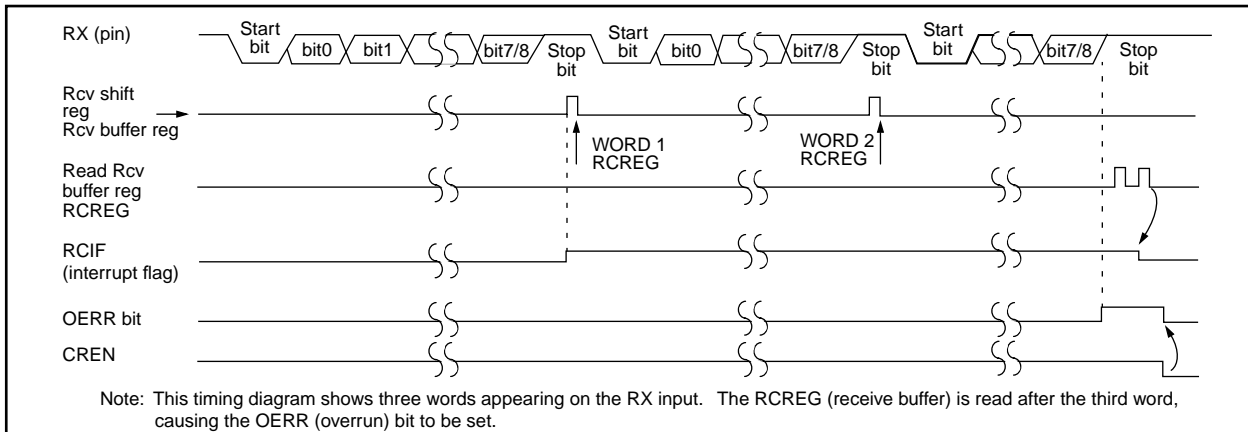 RX (pin)
Start
bit
bit0
bit1
bit7/8
Stop
bit
Start
bit
bit0
bit7/8
Stop
bit
Start
bit
bit7/8
Stop
bit
Rcv shift
reg
Rcv buffer reg
WORD 1
RCREG
WORD 2
RCREG
Read Rcv
buffer reg
RCREG
RCIF
(interrupt flag)
OERR bit
CREN
Note: This timing diagram shows three words appearing on the RX input. The RCREG (receive buffer) is read after the third word,
causing the OERR (overrun) bit to be set.